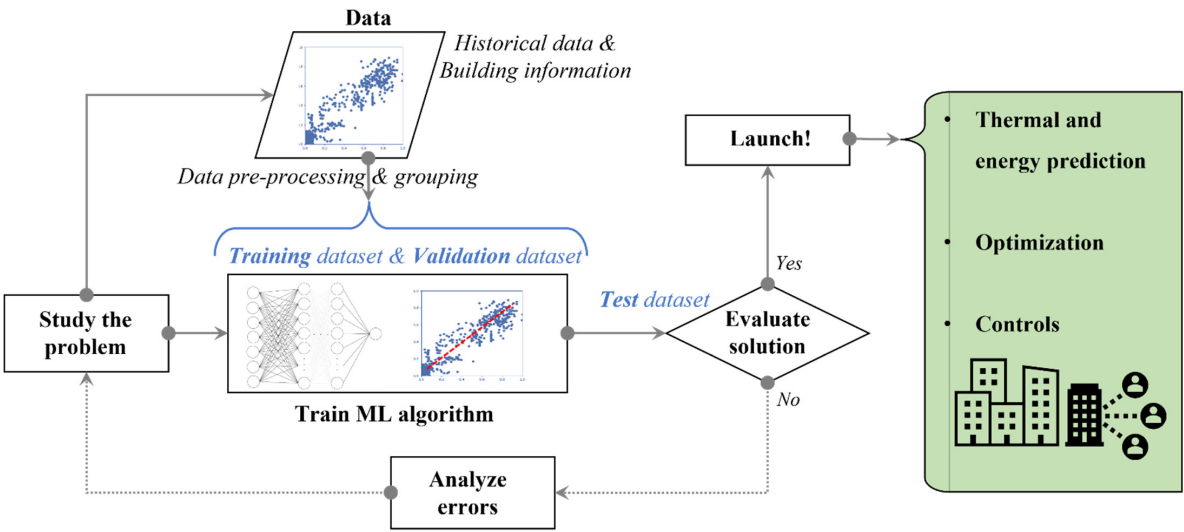 Data
Historical data &
Building information
Data pre-processing & grouping
Training dataset & Validation dataset
Study the
problem
Train ML algorithm
Test dataset
Evaluate
solution
Yes
No
Launch!
Analyze
errors
• Thermal and
energy prediction
• Optimization
• Controls